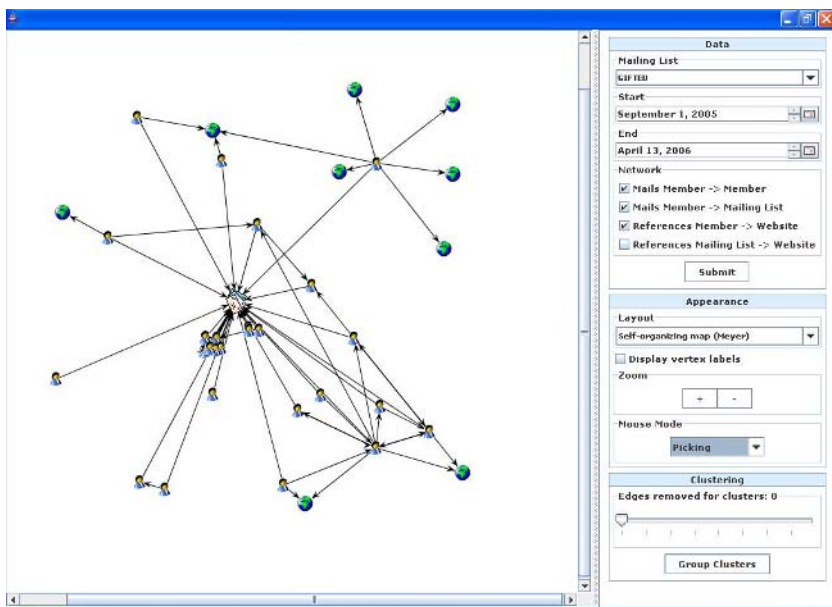 Data
Mailing List
GIFTED
Start
September 1, 2005
End
April 13, 2006
Network
Mails Member -> Member
Mails Member -> Mailing List
References Member -> Website
References Mailing List -> Website
Submit
Appearance
Layout
Self-organizing map (Meyer)
Display vertex labels
Zoom
+ -
Mouse Mode
Picking
Clustering
Edges removed for clusters: 0
Group Clusters